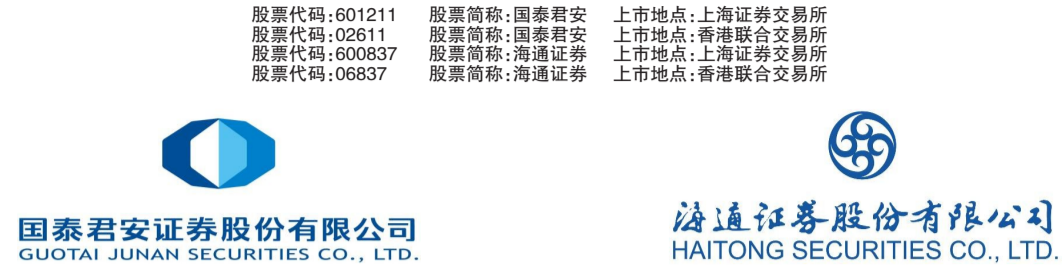 股票代码:601211 股票简称:国泰君安 上市地点:上海证券交易所
股票代码:02611 股票简称:国泰君安 上市地点:香港联合交易所
股票代码:600837 股票简称:海通证券 上市地点:上海证券交易所
股票代码:06837 股票简称:海通证券 上市地点:香港联合交易所
国泰君安证券股份有限公司
GUOTAI JUNAN SECURITIES CO., LTD.
海通证券股份有限公司
HAITONG SECURITIES CO., LTD.